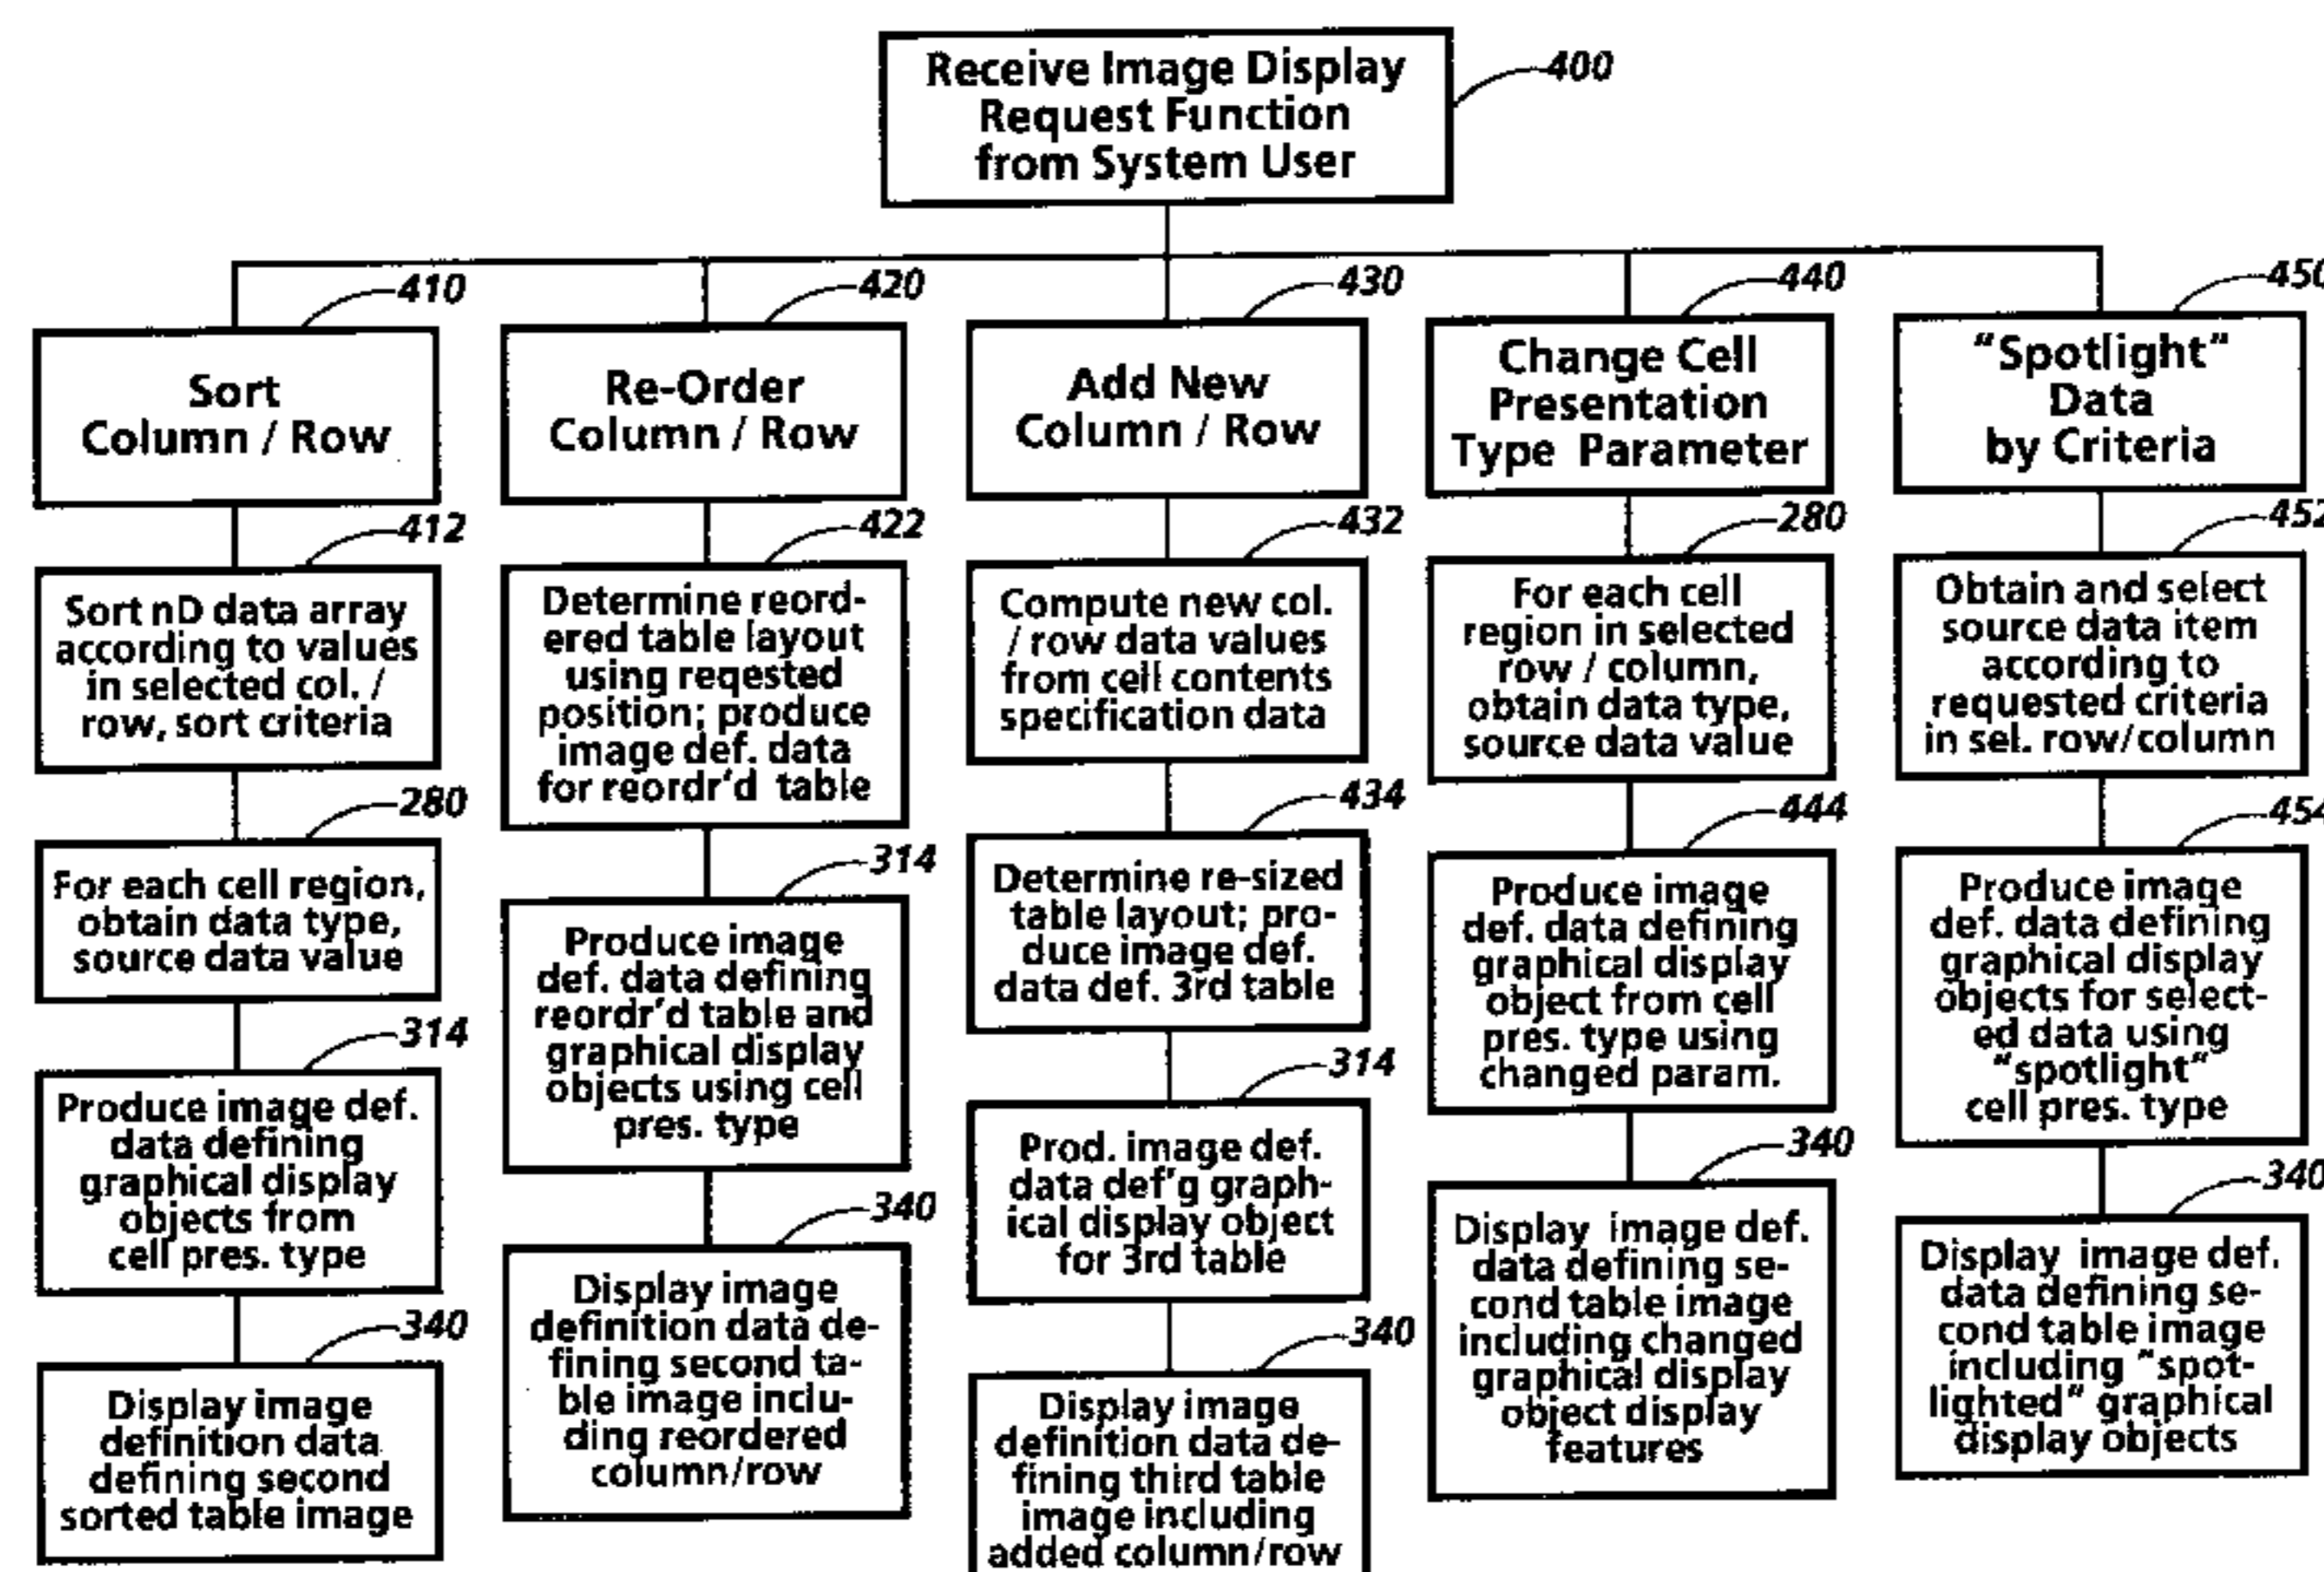 Receive Image Display
Request Function
from System User
400
410
Sort
Column / Row
412
Sort nD data array
according to values
in selected col. /
row, sort criteria
280
For each cell region,
obtain data type,
source data value
314
Produce image def.
data defining
graphical display
objects from
cell pres. type
340
Display image
definition data
defining second
sorted table image
420
Re-Order
Column / Row
422
Determine reord-
ered table layout
using reqested
position; produce
image def. data
for reordr'd table
314
Produce image
def. data defining
reordr'd table and
graphical display
objects using cell
pres. type
340
Display image
definition data de-
fining second ta-
ble image inclu-
ding reordered
column/row
430
Add New
Column / Row
432
Compute new col.
/ row data values
from cell contents
specification data
434
Determine re-sized
table layout; pro-
duce image def.
data def. 3rd table
314
Prod. image def.
data def'g graph-
ical display object
for 3rd table
340
Display image
definition data de-
fining third table
image including
added column/row
440
Change Cell
Presentation
Type Parameter
280
For each cell
region in selected
row / column,
obtain data type,
source data value
444
Produce image
def. data defining
graphical display
object from cell
pres. type using
changed param.
340
Display image def.
data defining se-
cond table image
including changed
graphical display
object display
features
450
"Spotlight"
Data
by Criteria
452
Obtain and select
source data item
according to
requested criteria
in sel. row/column
454
Produce image
def. data defining
graphical display
objects for select-
ed data using
"spotlight"
cell pres. type
340
Display image def.
data defining se-
cond table image
including "spot-
lighted" graphical
display objects